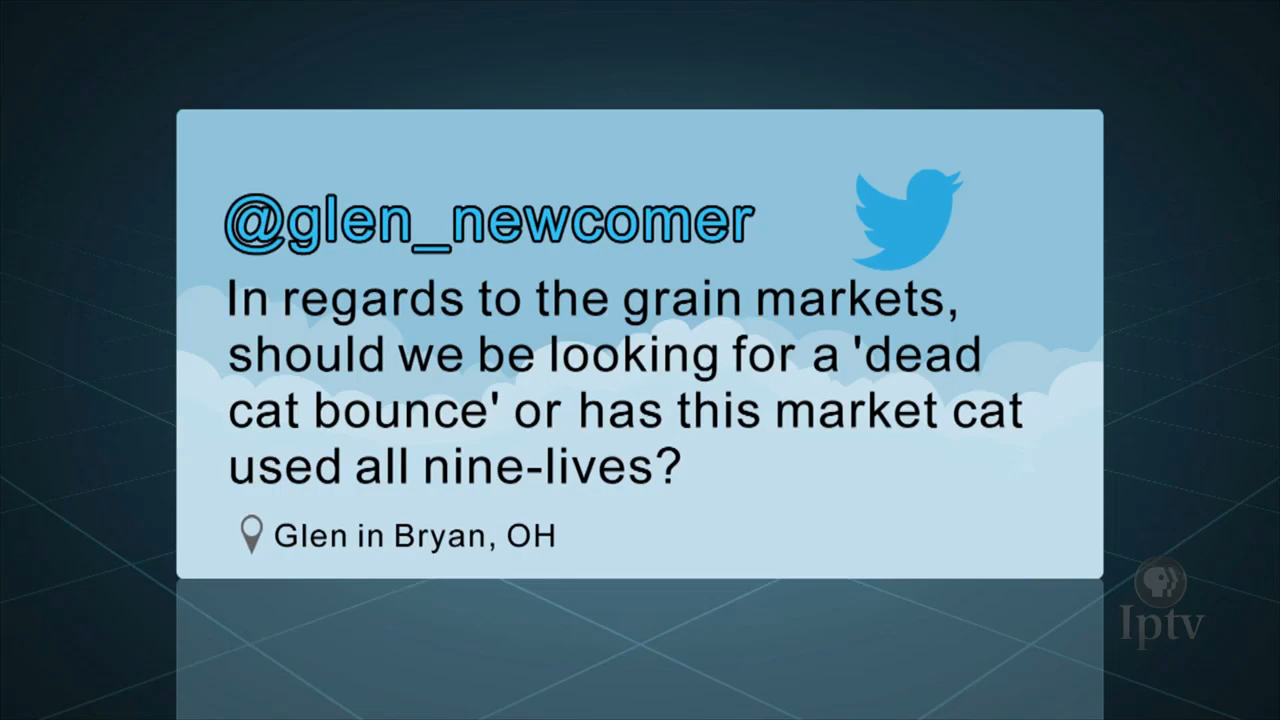 @glen_newcomer
In regards to the grain markets,
should we be looking for a 'dead
cat bounce' or has this market cat
used all nine-lives?
Glen in Bryan, OH
Iptv